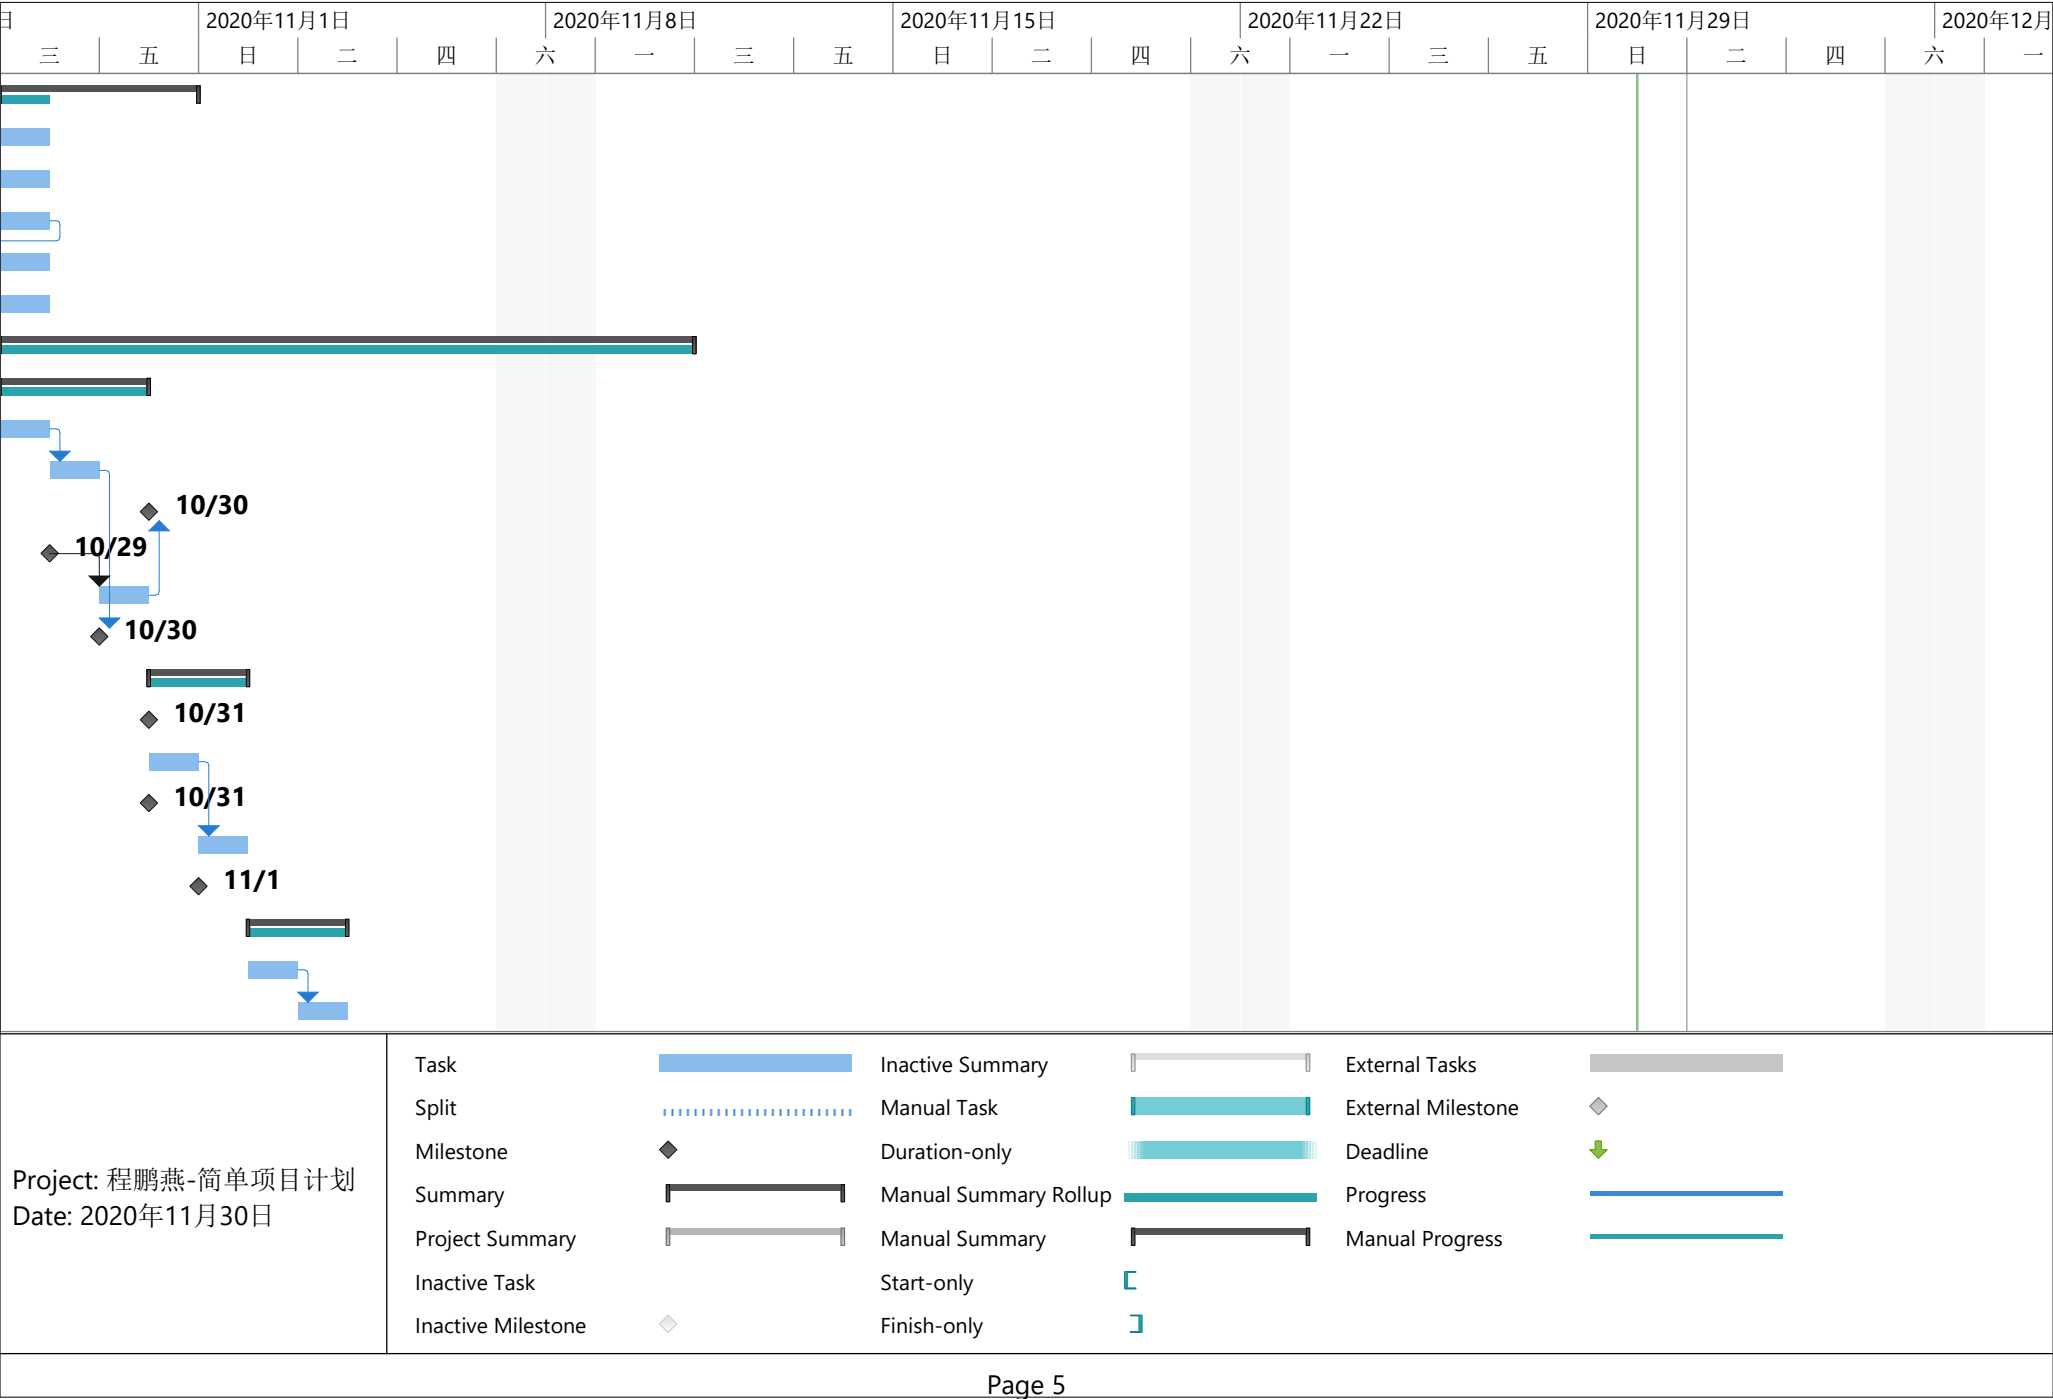 日 2020年11月1日 2020年11月8日 2020年11月15日 2020年11月22日 2020年11月29日 2020年12月
三 五 日 二 四 六 一 三 五 日 二 四 六 一 三 五 日 二 四 六 一
10/30
10/29
10/30
10/31
10/31
11/1
Project: 程鹏燕-简单项目计划
Date: 2020年11月30日
Task
Split
Milestone
Summary
Project Summary
Inactive Task
Inactive Milestone
Inactive Summary
Manual Task
Duration-only
Manual Summary Rollup
Manual Summary
Start-only
Finish-only
External Tasks
External Milestone
Deadline
Progress
Manual Progress
Page 5